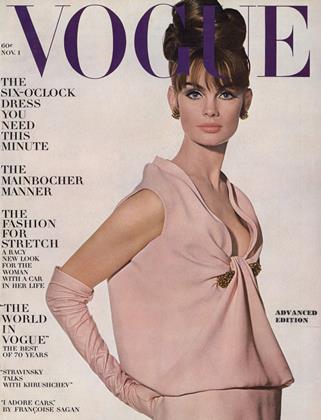 VOGUE
60¢
NOV. 1
THE
SIX-O'CLOCK
DRESS
YOU
NEED
THIS
MINUTE
THE
MAINBOCHER
MANNER
THE
FASHION
FOR
STRETCH
A RACY
NEW LOOK
FOR THE
WOMAN
WITH A CAR
IN HER LIFE
"THE
WORLD
IN
VOGUE"
THE BEST
OF 70 YEARS
"STRAVINSKY
TALKS
WITH KHRUSHCHEV"
"I ADORE CARS,"
BY FRANÇOISE SAGAN
ADVANCED
EDITION